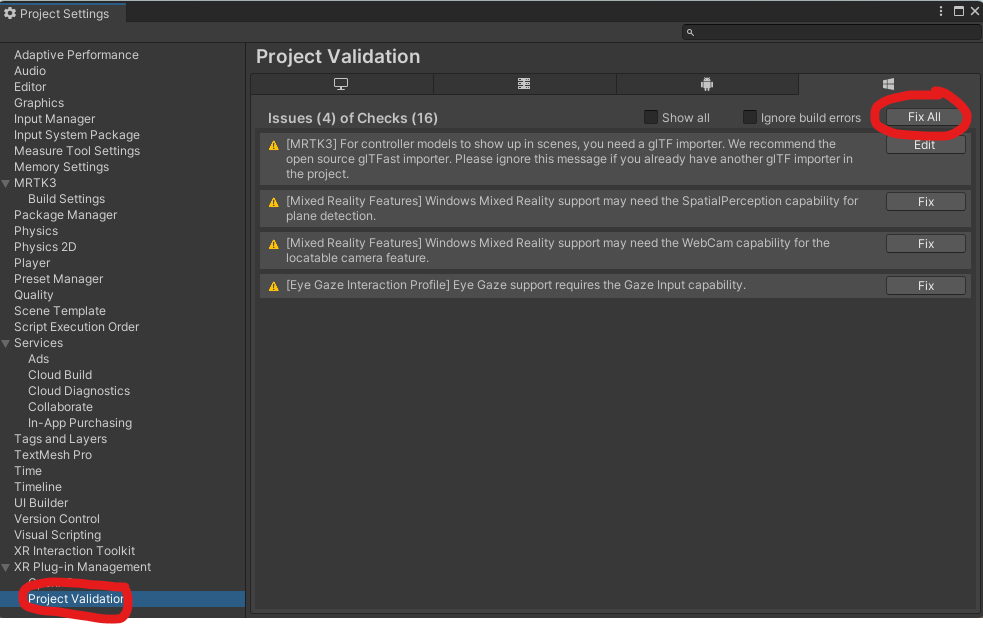 Project Settings
Adaptive Performance
Audio
Editor
Graphics
Input Manager
Input System Package
Measure Tool Settings
Memory Settings
MRTK3
Build Settings
Package Manager
Physics
Physics 2D
Player
Preset Manager
Quality
Scene Template
Script Execution Order
Services
Ads
Cloud Build
Cloud Diagnostics
Collaborate
In-App Purchasing
Tags and Layers
TextMesh Pro
Time
Timeline
UI Builder
Version Control
Visual Scripting
XR Interaction Toolkit
XR Plug-in Management
Project Validation
Project Validation
Issues (4) of Checks (16)
Show all
Ignore build errors
Fix All
[MRTK3] For controller models to show up in scenes, you need a glTF importer. We recommend the
open source glTFast importer. Please ignore this message if you already have another glTF importer in
the project.
Edit
[Mixed Reality Features] Windows Mixed Reality support may need the SpatialPerception capability for
plane detection.
Fix
[Mixed Reality Features] Windows Mixed Reality support may need the WebCam capability for the
locatable camera feature.
Fix
[Eye Gaze Interaction Profile] Eye Gaze support requires the Gaze Input capability.
Fix